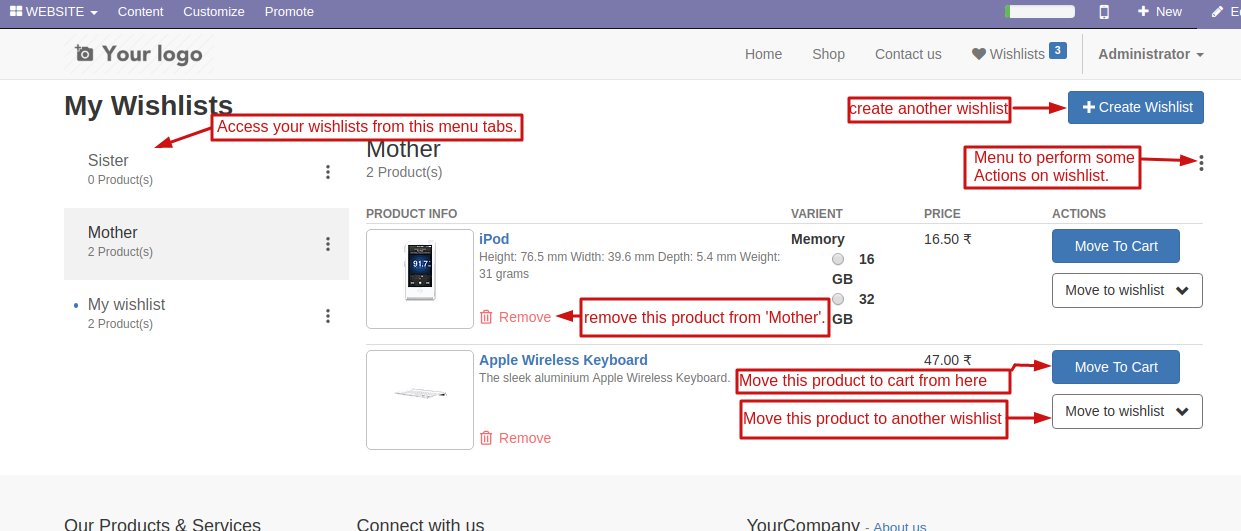 WEBSITE Content Customize Promote New
Your logo Home Shop Contact us Wishlists 3 Administrator
My Wishlists
create another wishlist
Create Wishlist
Access your wishlists from this menu tabs.
Sister
0 Product(s)
Mother
2 Product(s)
My wishlist
2 Product(s)
Mother
2 Product(s)
Menu to perform some
Actions on wishlist.
PRODUCT INFO VARIENT PRICE ACTIONS
91.7
iPod
Height: 76.5 mm Width: 39.6 mm Depth: 5.4 mm Weight:
31 grams
Remove
remove this product from 'Mother'.
Memory
16
GB
32
GB
16.50 ₹
Move To Cart
Move to wishlist
Apple Wireless Keyboard
The sleek aluminium Apple Wireless Keyboard.
Remove
47.00 ₹
Move this product to cart from here
Move To Cart
Move this product to another wishlist
Move to wishlist
Our Products & Services Connect with us YourCompany - About us